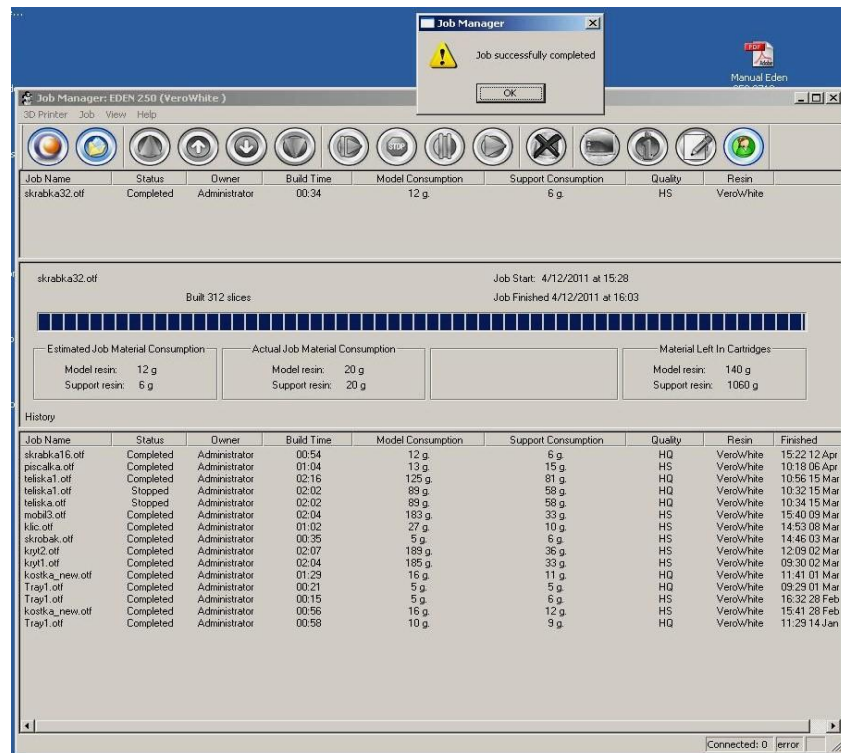 Job Manager
Job successfully completed
OK
Manual Eden
Job Manager: EDEN 250 (VeroWhite )
3D Printer Job View Help
STOP
Job Name Status Owner Build Time Model Consumption Support Consumption Quality Resin
skrabka32.otf Completed Administrator 00:34 12 g. 6 g. HS VeroWhite
skrabka32.otf Job Start: 4/12/2011 at 15:28
Built 312 slices Job Finished 4/12/2011 at 16:03
Estimated Job Material Consumption Actual Job Material Consumption Material Left In Cartridges
Model resin: 12 g Model resin: 20 g Model resin: 140 g
Support resin: 6 g Support resin: 20 g Support resin: 1060 g
History
Job Name Status Owner Build Time Model Consumption Support Consumption Quality Resin Finished
skrabka16.otf Completed Administrator 00:54 12 g. 6 g. HQ VeroWhite 15:22 12 Apr
piscalka.otf Completed Administrator 01:04 13 g. 15 g. HS VeroWhite 10:18 06 Apr
teliska1.otf Completed Administrator 02:16 125 g. 81 g. HQ VeroWhite 10:56 15 Mar
teliska1.otf Stopped Administrator 02:02 89 g. 58 g. HQ VeroWhite 10:32 15 Mar
teliska.otf Stopped Administrator 02:02 89 g. 58 g. HQ VeroWhite 10:34 15 Mar
mobil3.otf Completed Administrator 02:04 183 g. 33 g. HS VeroWhite 15:40 09 Mar
klic.otf Completed Administrator 01:02 27 g. 10 g. HS VeroWhite 14:53 08 Mar
skrobak.otf Completed Administrator 00:35 5 g. 6 g. HS VeroWhite 14:46 03 Mar
kryt2.otf Completed Administrator 02:07 189 g. 36 g. HS VeroWhite 12:09 02 Mar
kryt1.otf Completed Administrator 02:04 185 g. 33 g. HS VeroWhite 09:30 02 Mar
kostka_new.otf Completed Administrator 01:29 16 g. 11 g. HQ VeroWhite 11:41 01 Mar
Tray1.otf Completed Administrator 00:21 5 g. 5 g. HQ VeroWhite 09:29 01 Mar
Tray1.otf Completed Administrator 00:15 5 g. 6 g. HS VeroWhite 16:32 28 Feb
kostka_new.otf Completed Administrator 00:56 16 g. 12 g. HS VeroWhite 15:41 28 Feb
Tray1.otf Completed Administrator 00:58 10 g. 9 g. HQ VeroWhite 11:29 14 Jan
Connected: 0 error